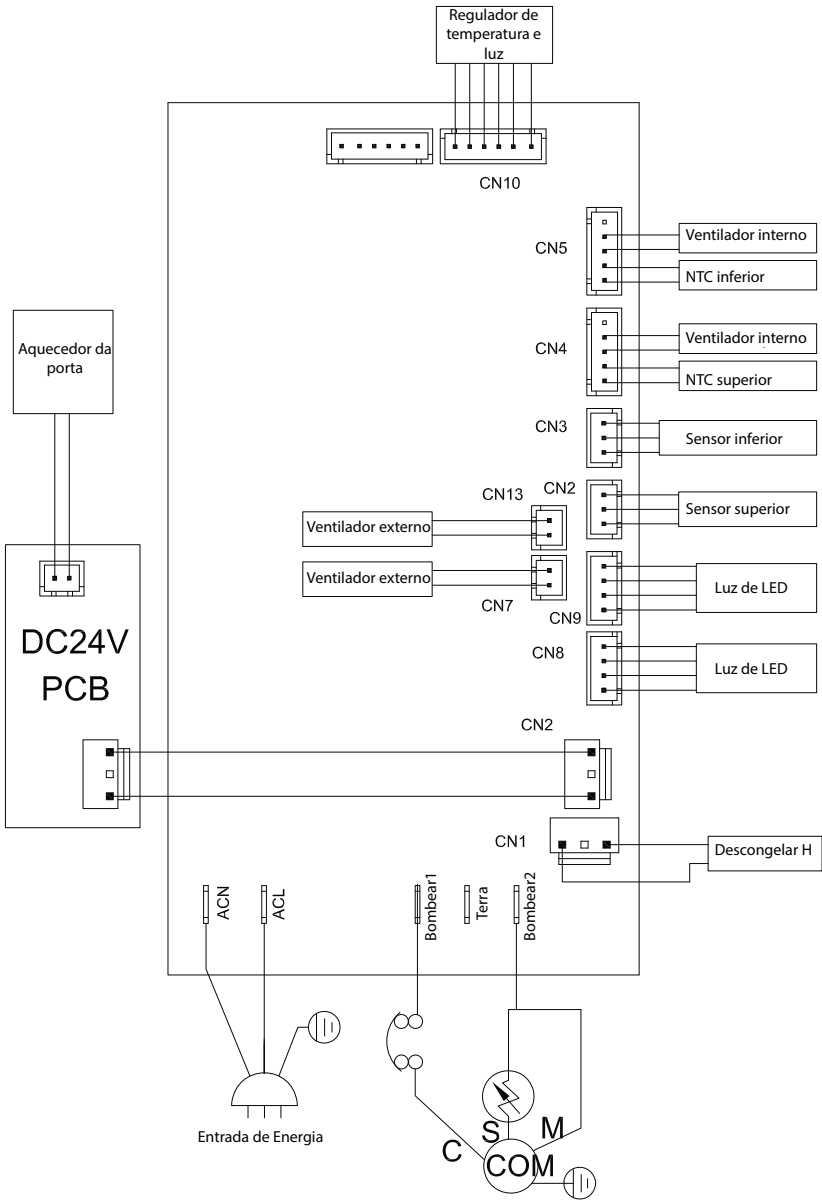 Regulador de
temperatura e
luz
CN10
CN5
Ventilador interno
NTC inferior
Aquecedor da
porta
CN4
Ventilador interno
NTC superior
CN3
Sensor inferior
CN13
CN2
Sensor superior
Ventilador externo
Ventilador externo
CN7
CN9
Luz de LED
DC24V
PCB
CN8
Luz de LED
CN2
CN1
Descongelar H
ACN
ACL
Bombear1
Terra
Bombear2
Entrada de Energia
C
S
M
COM